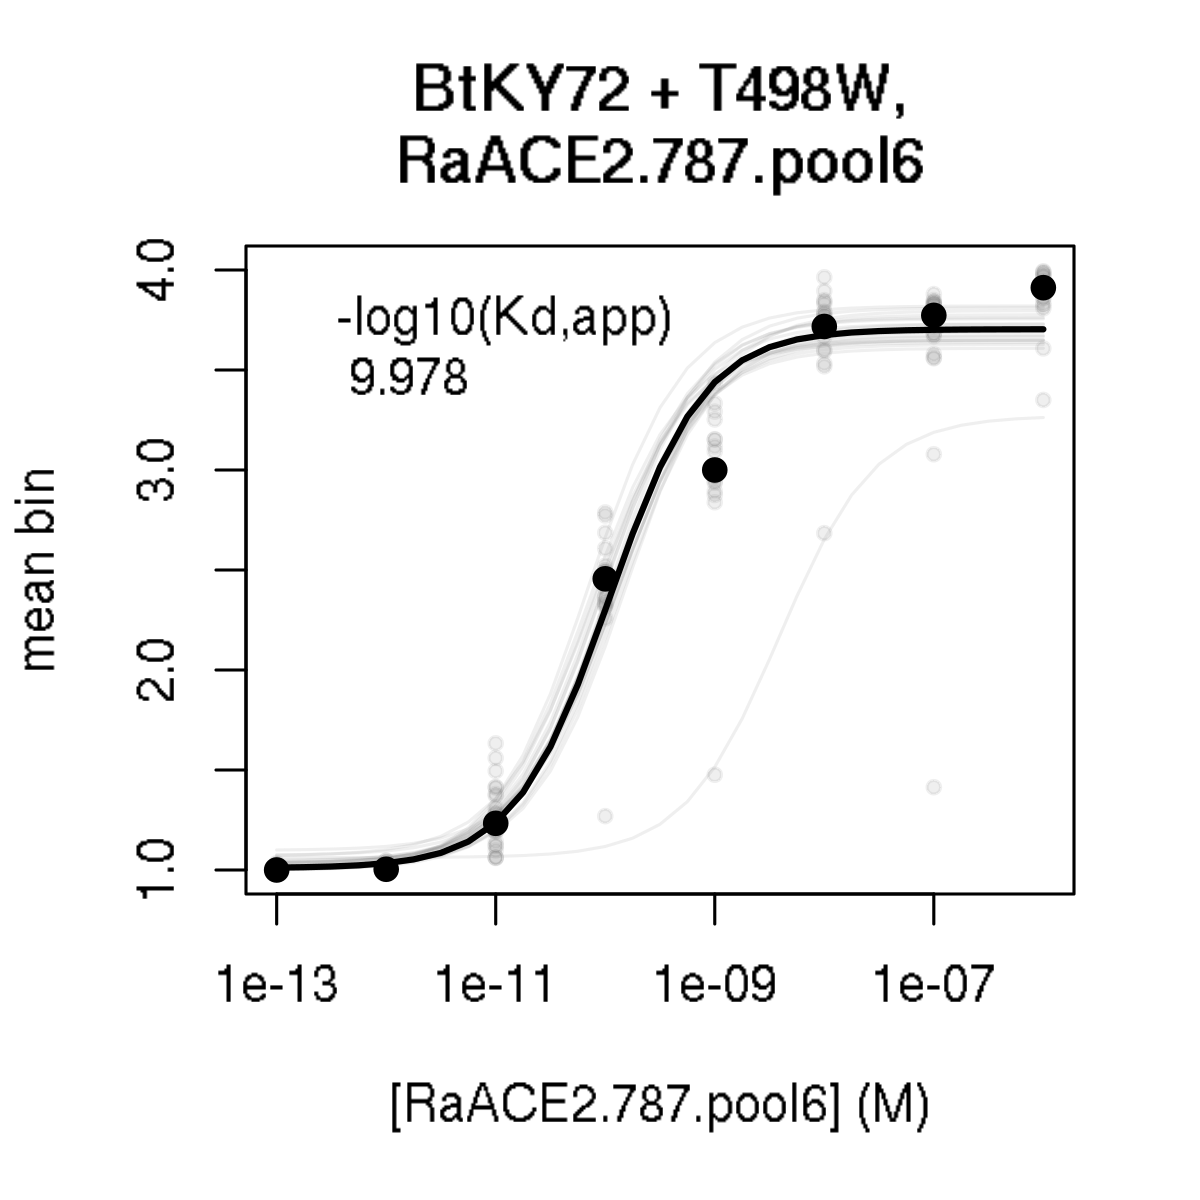 BtKY72 + T498W,
RaACE2.787.pool6
-log10(Kd,app)
9.978
4.0
3.0
2.0
1.0
mean bin
1e-13 1e-11 1e-09 1e-07
[RaACE2.787.pool6] (M)